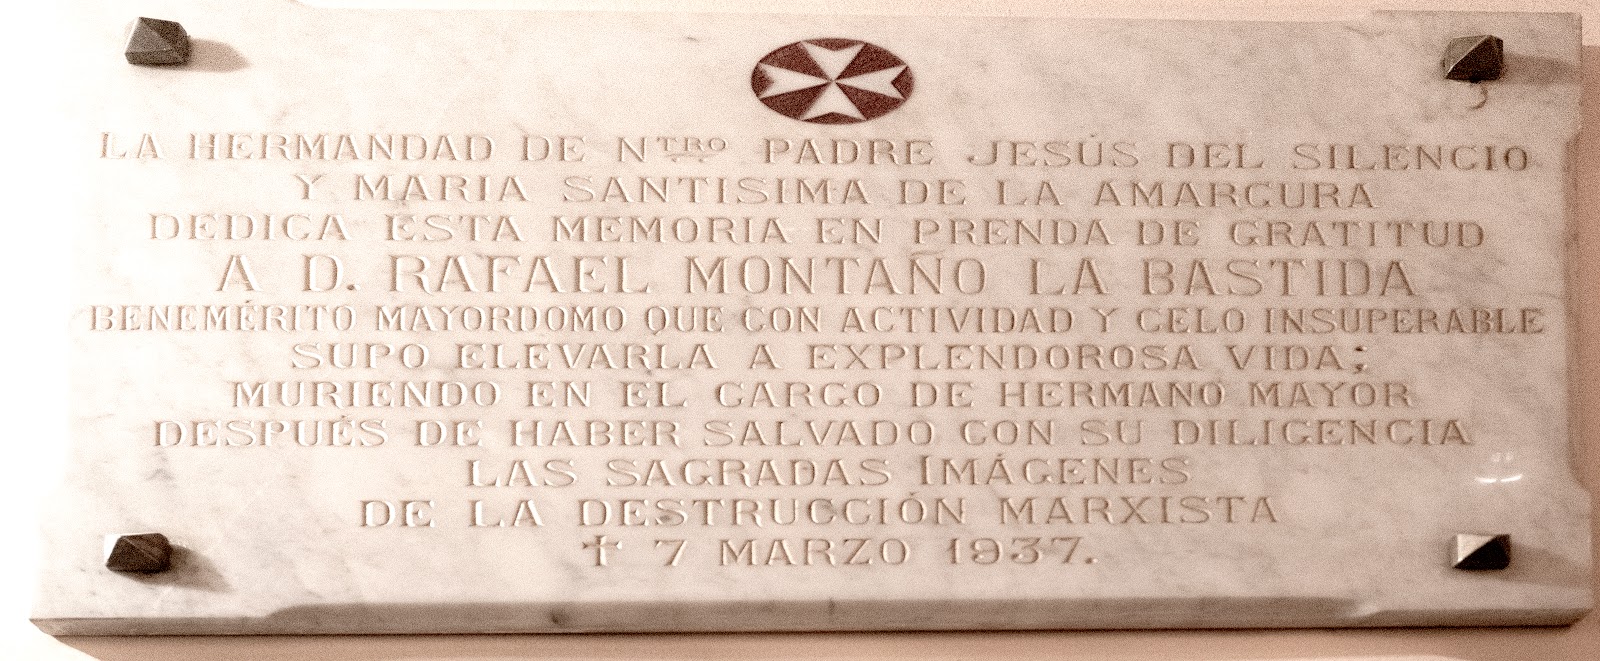 LA HERMANDAD DE NTRO PADRE JESÚS DEL SILENCIO
Y MARIA SANTISIMA DE LA AMARGURA
DEDICA ESTA MEMORIA EN PRENDA DE GRATITUD
A D. RAFAEL MONTAÑO LA BASTIDA
BENEMÉRITO MAYORDOMO QUE CON ACTIVIDAD Y CELO INSUPERABLE
SUPO ELEVARLA A EXPLENDOROSA VIDA;
MURIENDO EN EL CARGO DE HERMANO MAYOR
DESPUÉS DE HABER SALVADO CON SU DILIGENCIA
LAS SAGRADAS IMÁGENES
DE LA DESTRUCCIÓN MARXISTA
† 7 MARZO 1937.